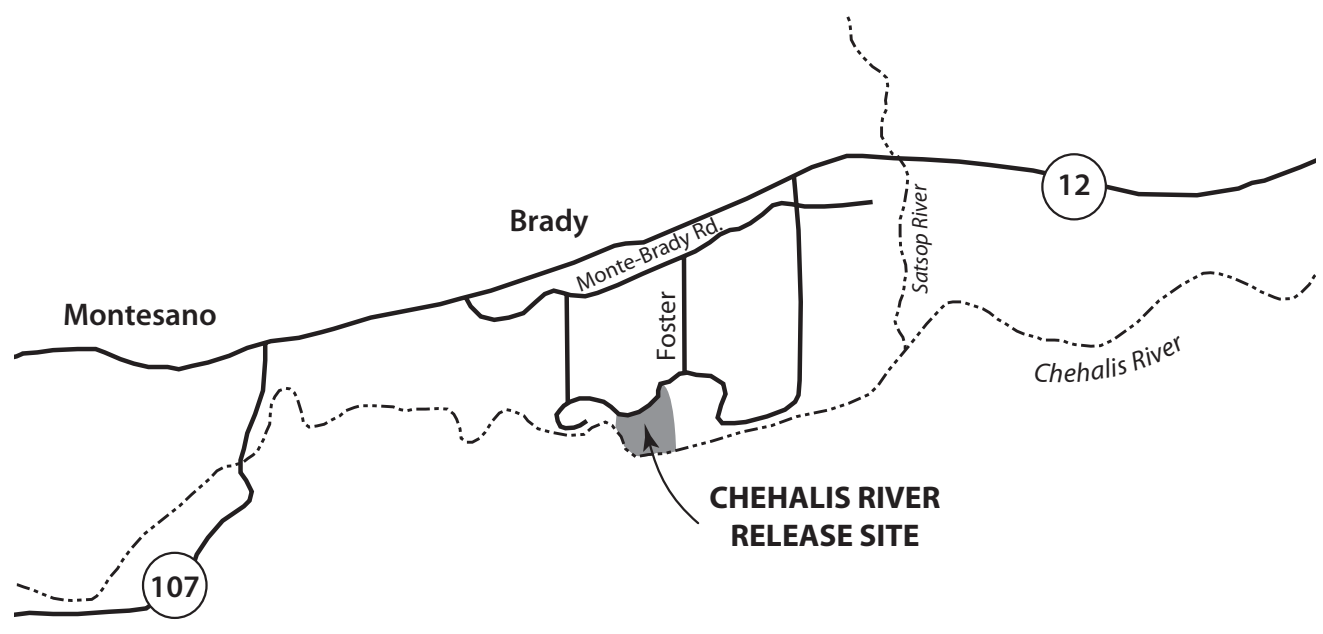 12
Satsop River
Brady
Monte-Brady Rd.
Montesano
Foster
Chehalis River
CHEHALIS RIVER
RELEASE SITE
107